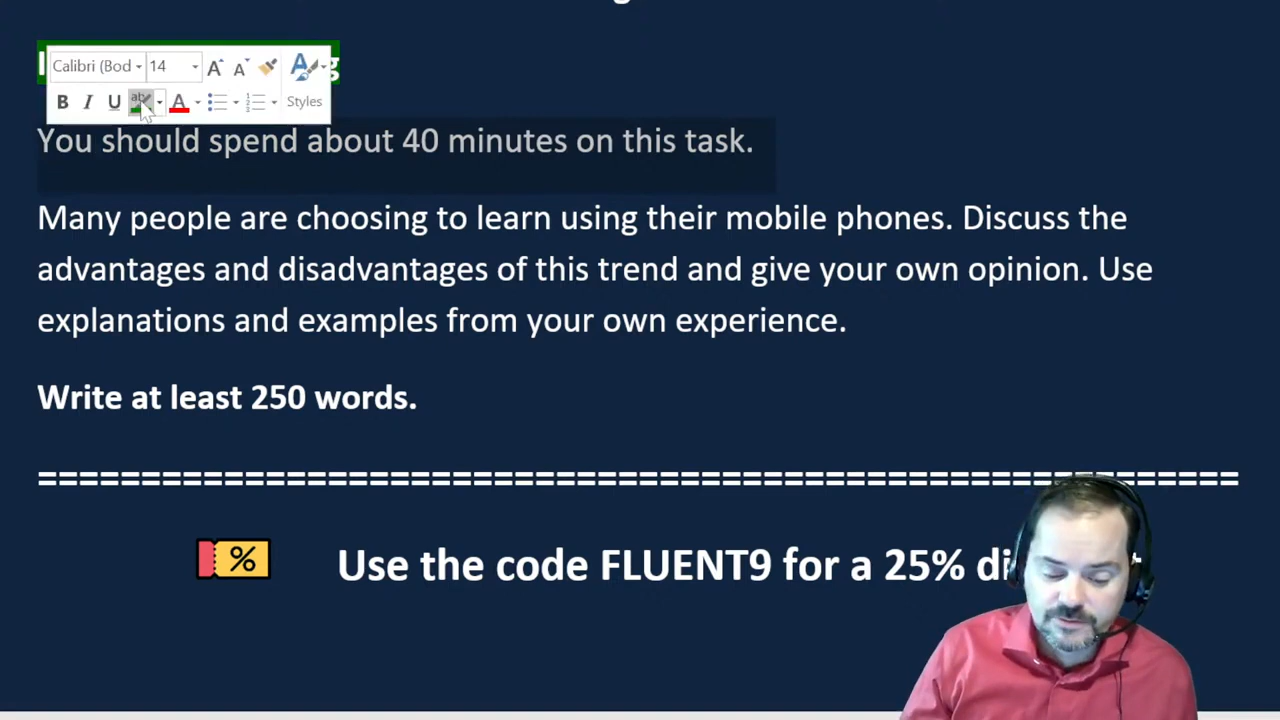 Calibri (Bod
14
B I U
Styles
You should spend about 40 minutes on this task.
Many people are choosing to learn using their mobile phones. Discuss the
advantages and disadvantages of this trend and give your own opinion. Use
explanations and examples from your own experience.
Write at least 250 words.
===========================================================
% Use the code FLUENT9 for a 25%